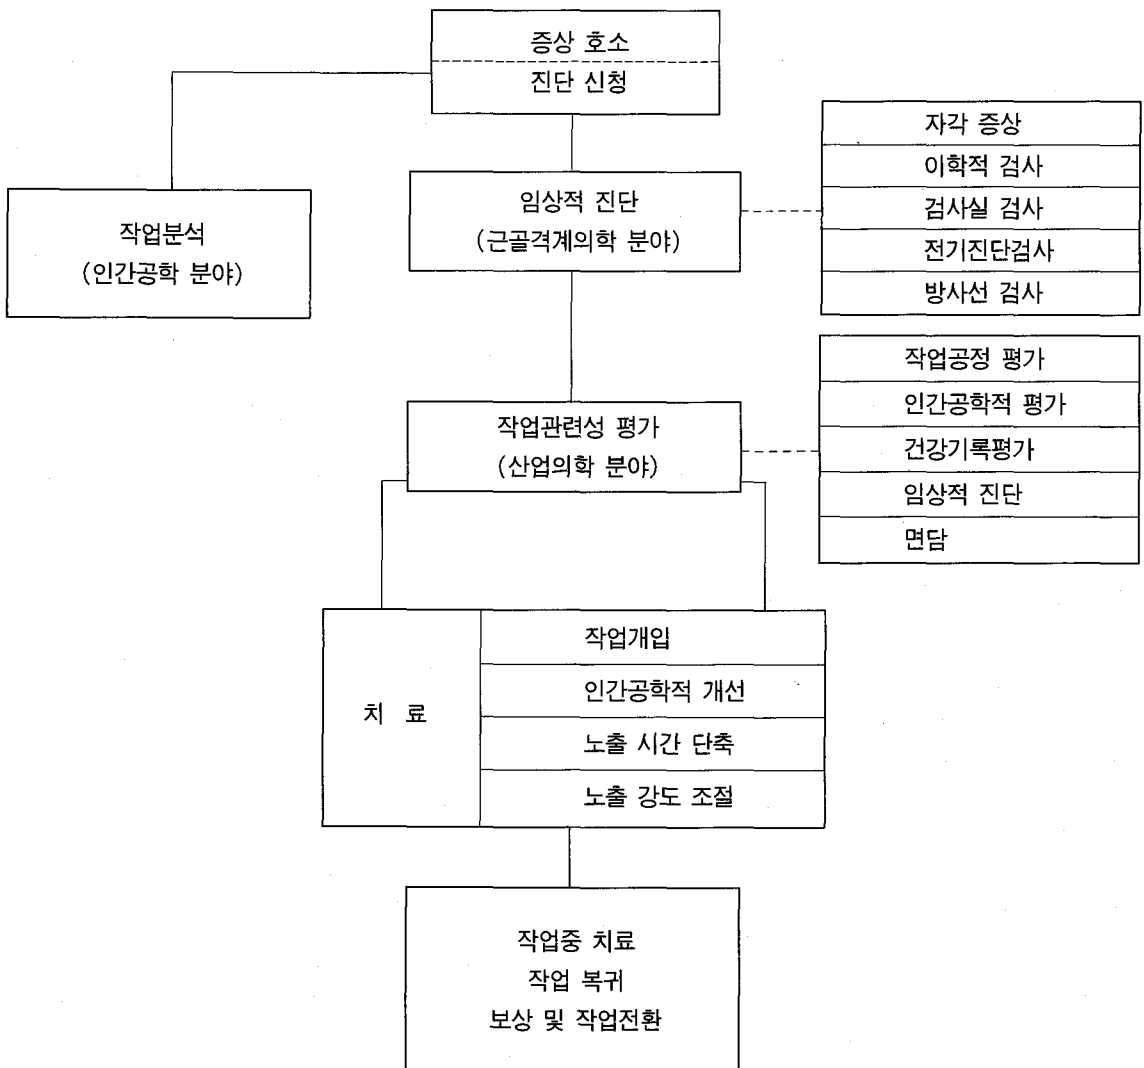 증상 호소
진단 신청
작업분석
(인간공학 분야)
임상적 진단
(근골격계의학 분야)
자각 증상
이학적 검사
검사실 검사
전기진단검사
방사선 검사
작업관련성 평가
(산업의학 분야)
작업공정 평가
인간공학적 평가
건강기록평가
임상적 진단
면담
치 료
작업개입
인간공학적 개선
노출 시간 단축
노출 강도 조절
작업중 치료
작업 복귀
보상 및 작업전환